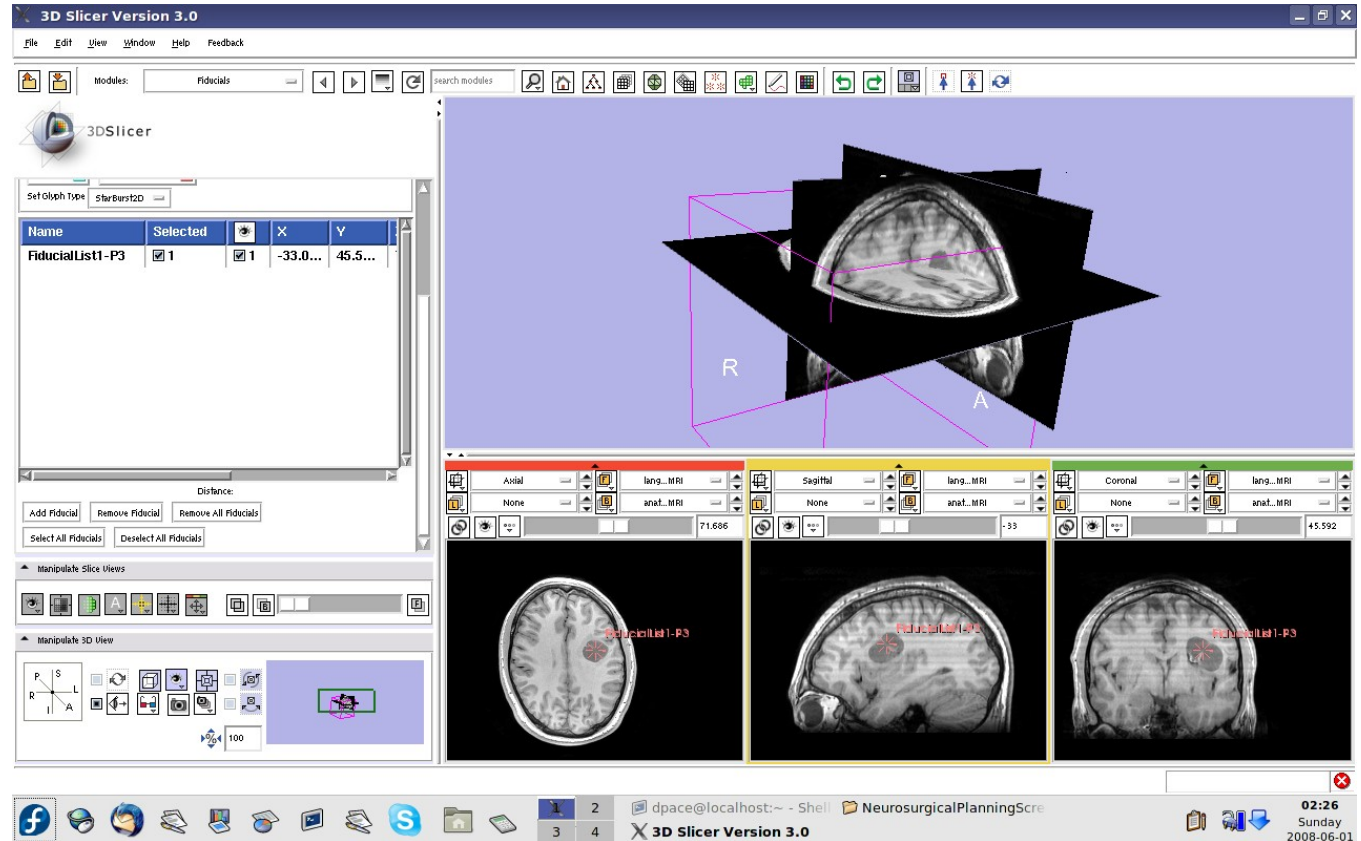 3D Slicer Version 3.0
File Edit View Window Help Feedback
Modules: Fiducials search modules
3DSlicer
Set Glyph Type StarBurst2D
Name Selected X Y
FiducialList1-P3 1 1 -33.0... 45.5...
Distance:
Add Fiducial Remove Fiducial Remove All Fiducials
Select All Fiducials Deselect All Fiducials
Manipulate Slice Views
A
B F
Manipulate 3D View
P S
R L
I A
% 100
R
A
Axial F lang...MRI
L None B anat...MRI
71.686
Sagittal F lang...MRI
L None B anat...MRI
-33
Coronal F lang...MRI
L None B anat...MRI
45.592
FiducialList1-P3
FiducialList1-P3
FiducialList1-P3
1 2
3 4
dpace@localhost:~ - Shell
NeurosurgicalPlanningScre
3D Slicer Version 3.0
02:26
Sunday
2008-06-01